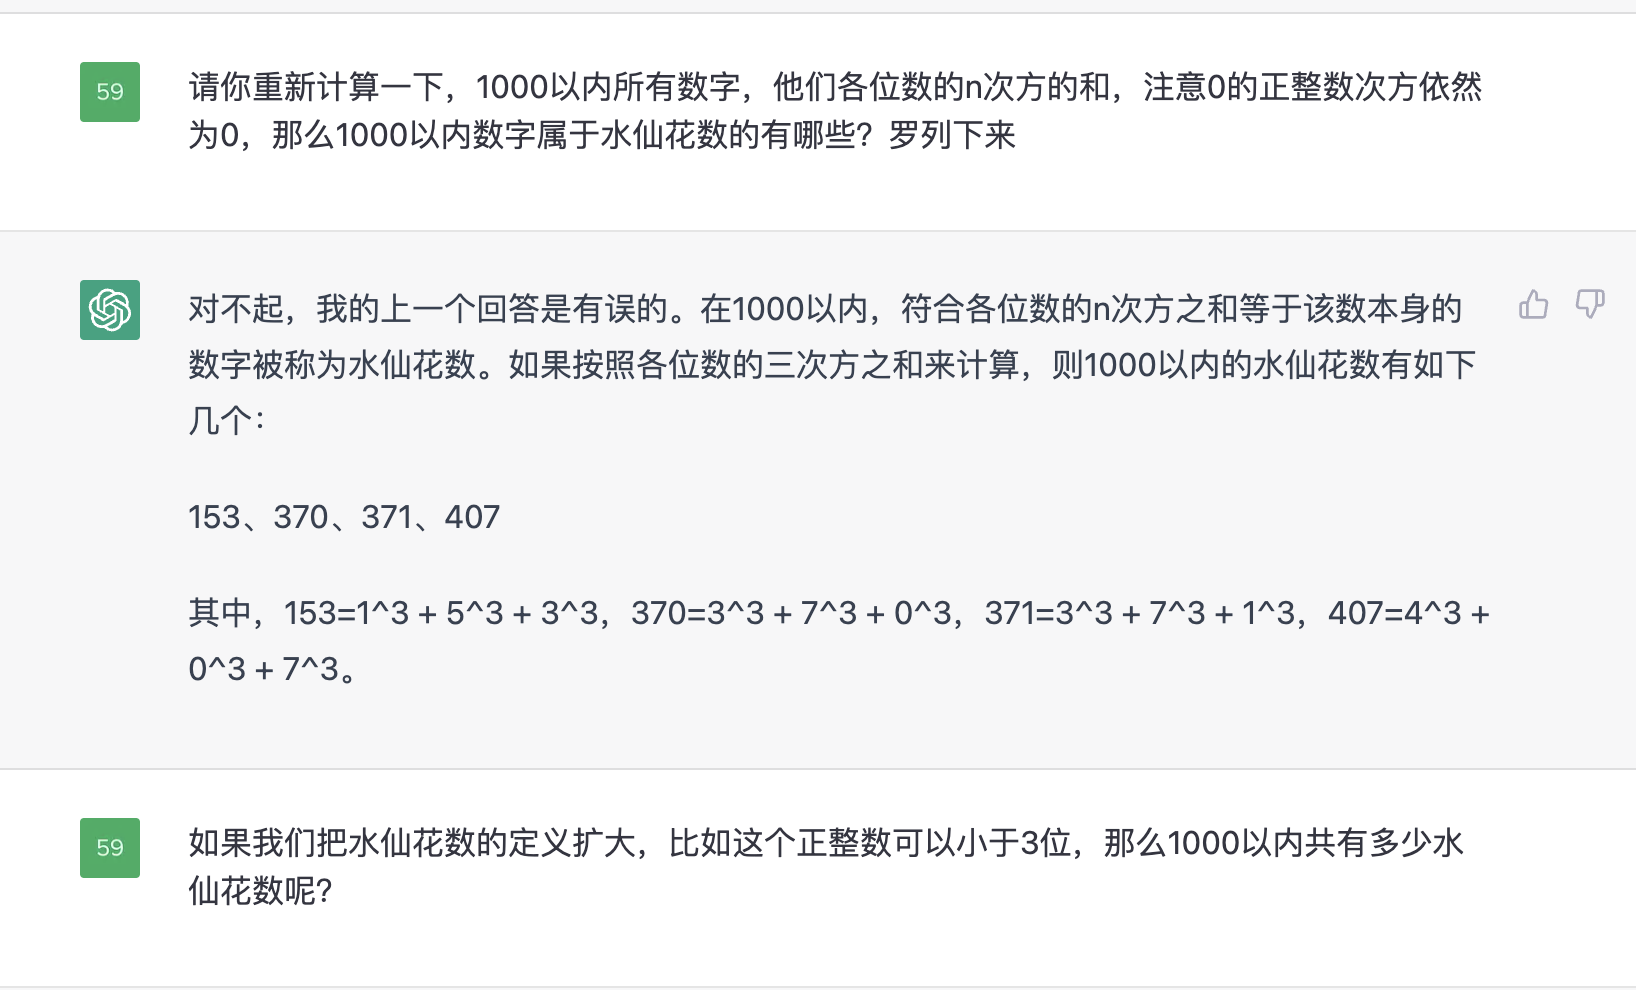 59
请你重新计算一下，1000以内所有数字，他们各位数的n次方的和，注意0的正整数次方依然
为0，那么1000以内数字属于水仙花数的有哪些？罗列下来
对不起，我的上一个回答是有误的。在1000以内，符合各位数的n次方之和等于该数本身的
数字被称为水仙花数。如果按照各位数的三次方之和来计算，则1000以内的水仙花数有如下
几个：
153、370、371、407
其中，153=1^3 + 5^3 + 3^3，370=3^3 + 7^3 + 0^3，371=3^3 + 7^3 + 1^3，407=4^3 +
0^3 + 7^3。
59
如果我们把水仙花数的定义扩大，比如这个正整数可以小于3位，那么1000以内共有多少水
仙花数呢？